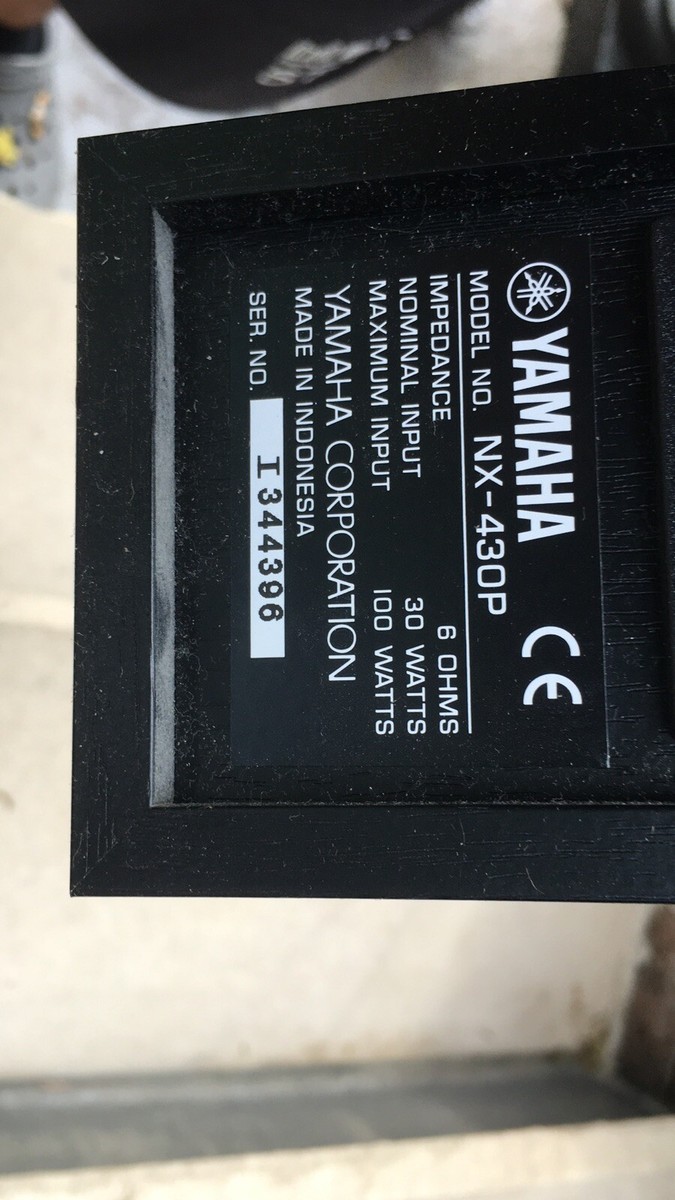 YAMAHA CE
MODEL NO. NX-430P
IMPEDANCE 6 OHMS
NOMINAL INPUT 30 WATTS
MAXIMUM INPUT 100 WATTS
YAMAHA CORPORATION
MADE IN INDONESIA
SER. NO. I344396